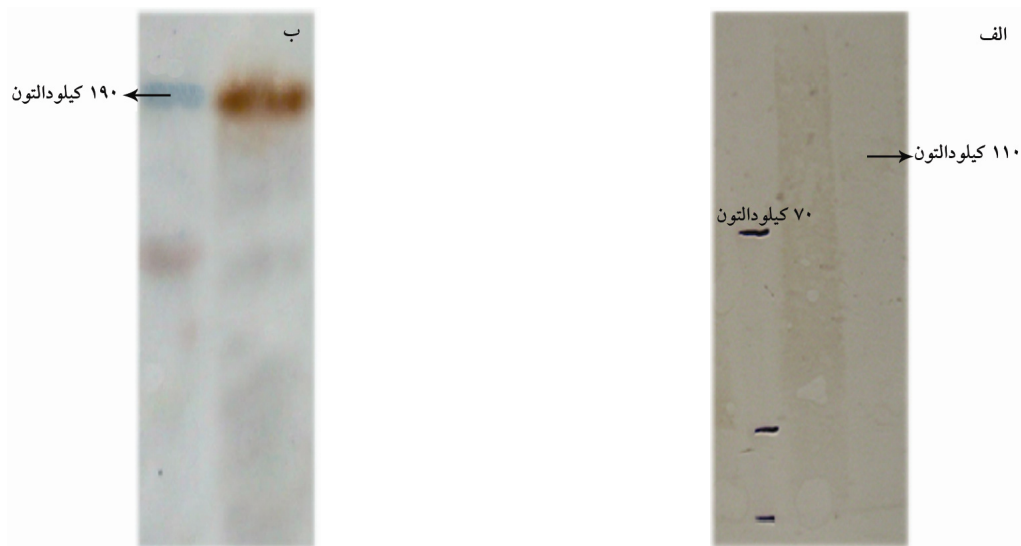 الف
۱۱۰ کیلودالتون
۷۰ کیلودالتون
ب
۱۹۰ کیلودالتون